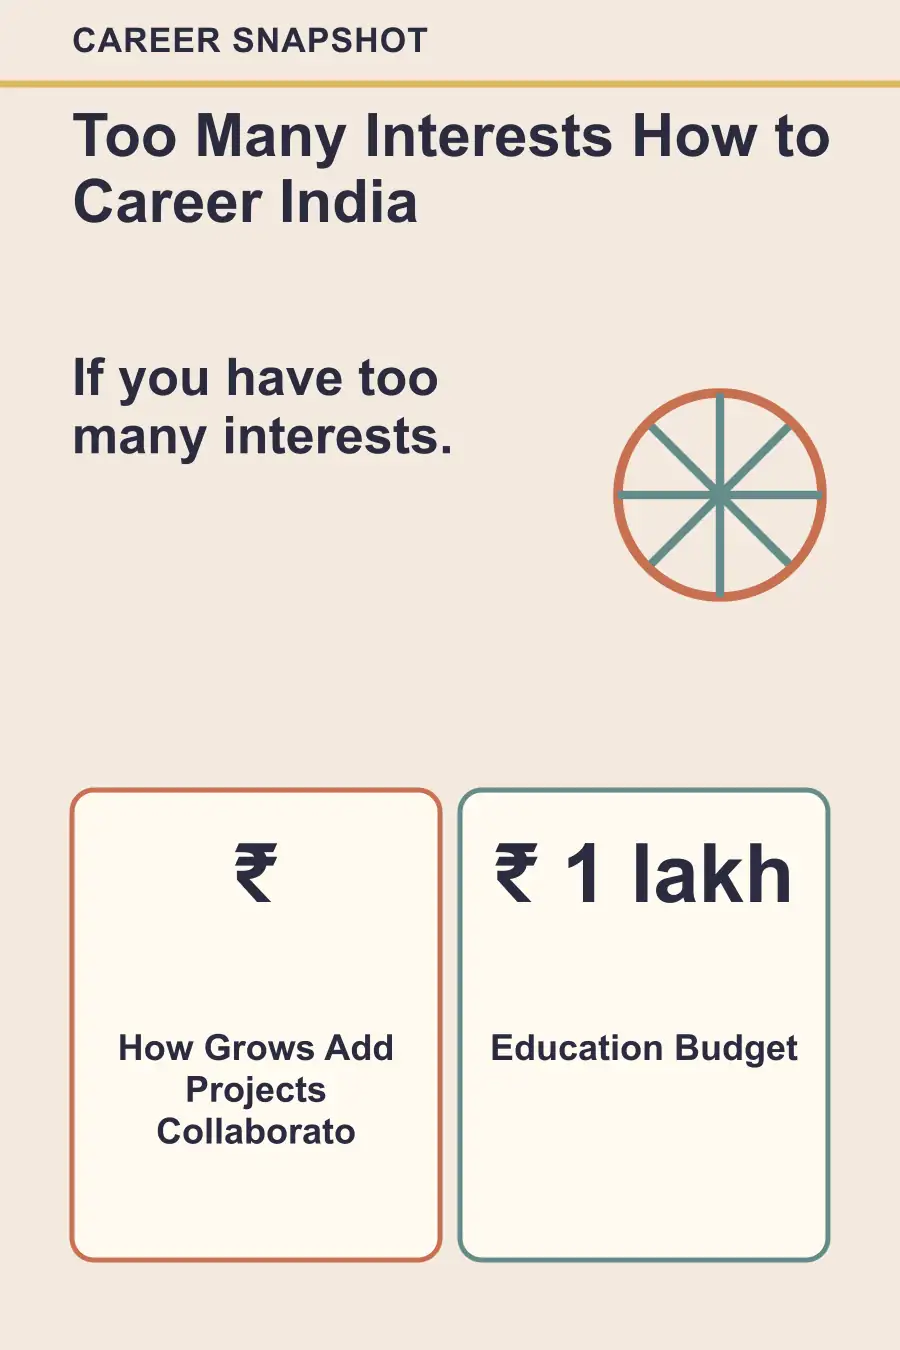 CAREER SNAPSHOT
Too Many Interests How to
Career India
If you have too
many interests.
₹
How Grows Add
Projects
Collaborato
₹ 1 lakh
Education Budget